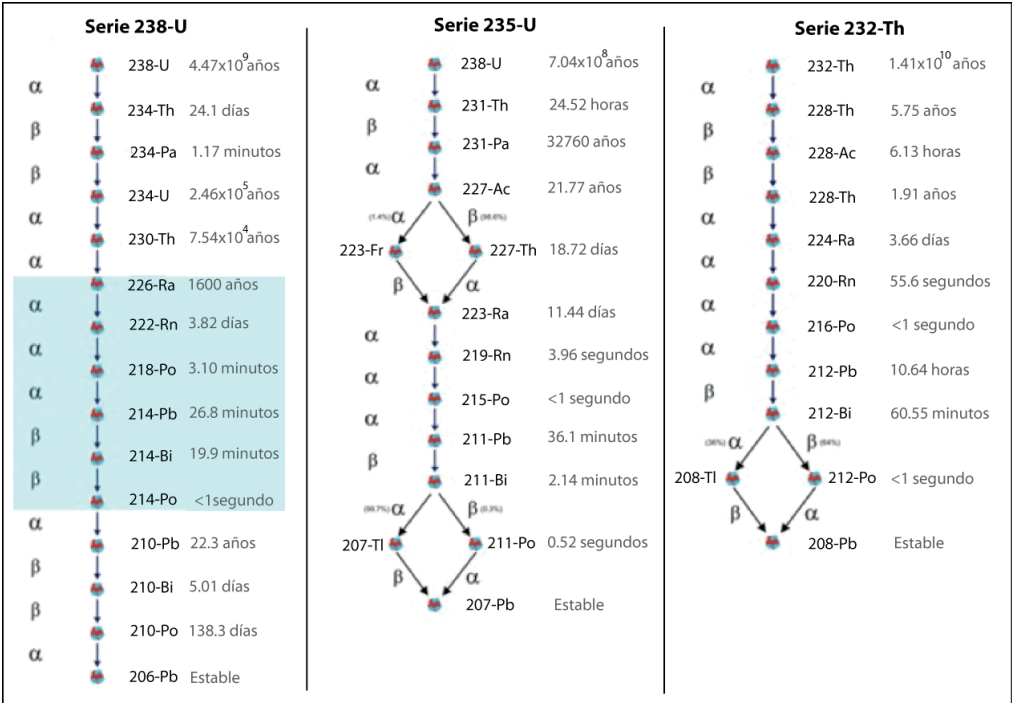 Serie 238-U
α
β
β
α
α
α
α
α
β
β
α
β
β
α
238-U 4.47x10⁹años
234-Th 24.1 días
234-Pa 1.17 minutos
234-U 2.46x10⁵años
230-Th 7.54x10⁴años
226-Ra 1600 años
222-Rn 3.82 días
218-Po 3.10 minutos
214-Pb 26.8 minutos
214-Bi 19.9 minutos
214-Po <1segundo
210-Pb 22.3 años
210-Bi 5.01 días
210-Po 138.3 días
206-Pb Estable
Serie 235-U
238-U 7.04x10⁸años
α
231-Th 24.52 horas
β
231-Pa 32760 años
α
227-Ac 21.77 años
(1.4%) α β (98.6%)
223-Fr 227-Th 18.72 días
β α
223-Ra 11.44 días
α
219-Rn 3.96 segundos
α
215-Po <1 segundo
α
211-Pb 36.1 minutos
β
211-Bi 2.14 minutos
(99.7%) α β (0.3%)
207-Tl 211-Po 0.52 segundos
β α
207-Pb Estable
Serie 232-Th
232-Th 1.41x10¹⁰ años
α
228-Th 5.75 años
β
228-Ac 6.13 horas
β
228-Th 1.91 años
α
224-Ra 3.66 días
α
220-Rn 55.6 segundos
α
216-Po <1 segundo
α
212-Pb 10.64 horas
β
212-Bi 60.55 minutos
(36%) α β (64%)
208-Tl 212-Po <1 segundo
β α
208-Pb Estable